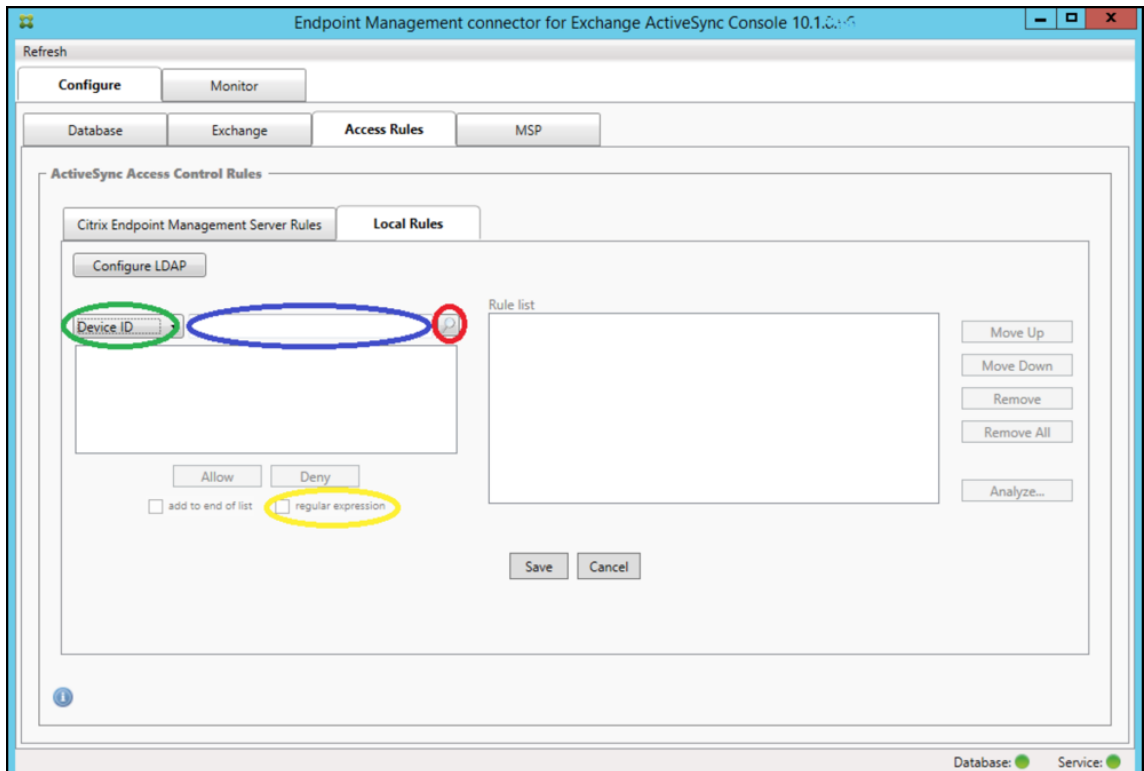 Endpoint Management connector for Exchange ActiveSync Console 10.1.
Refresh
Configure Monitor
Database Exchange Access Rules MSP
ActiveSync Access Control Rules
Citrix Endpoint Management Server Rules Local Rules
Configure LDAP
Rule list
Device ID
Move Up
Move Down
Remove
Remove All
Allow Deny
Analyze...
add to end of list regular expression
Save Cancel
Database: Service: